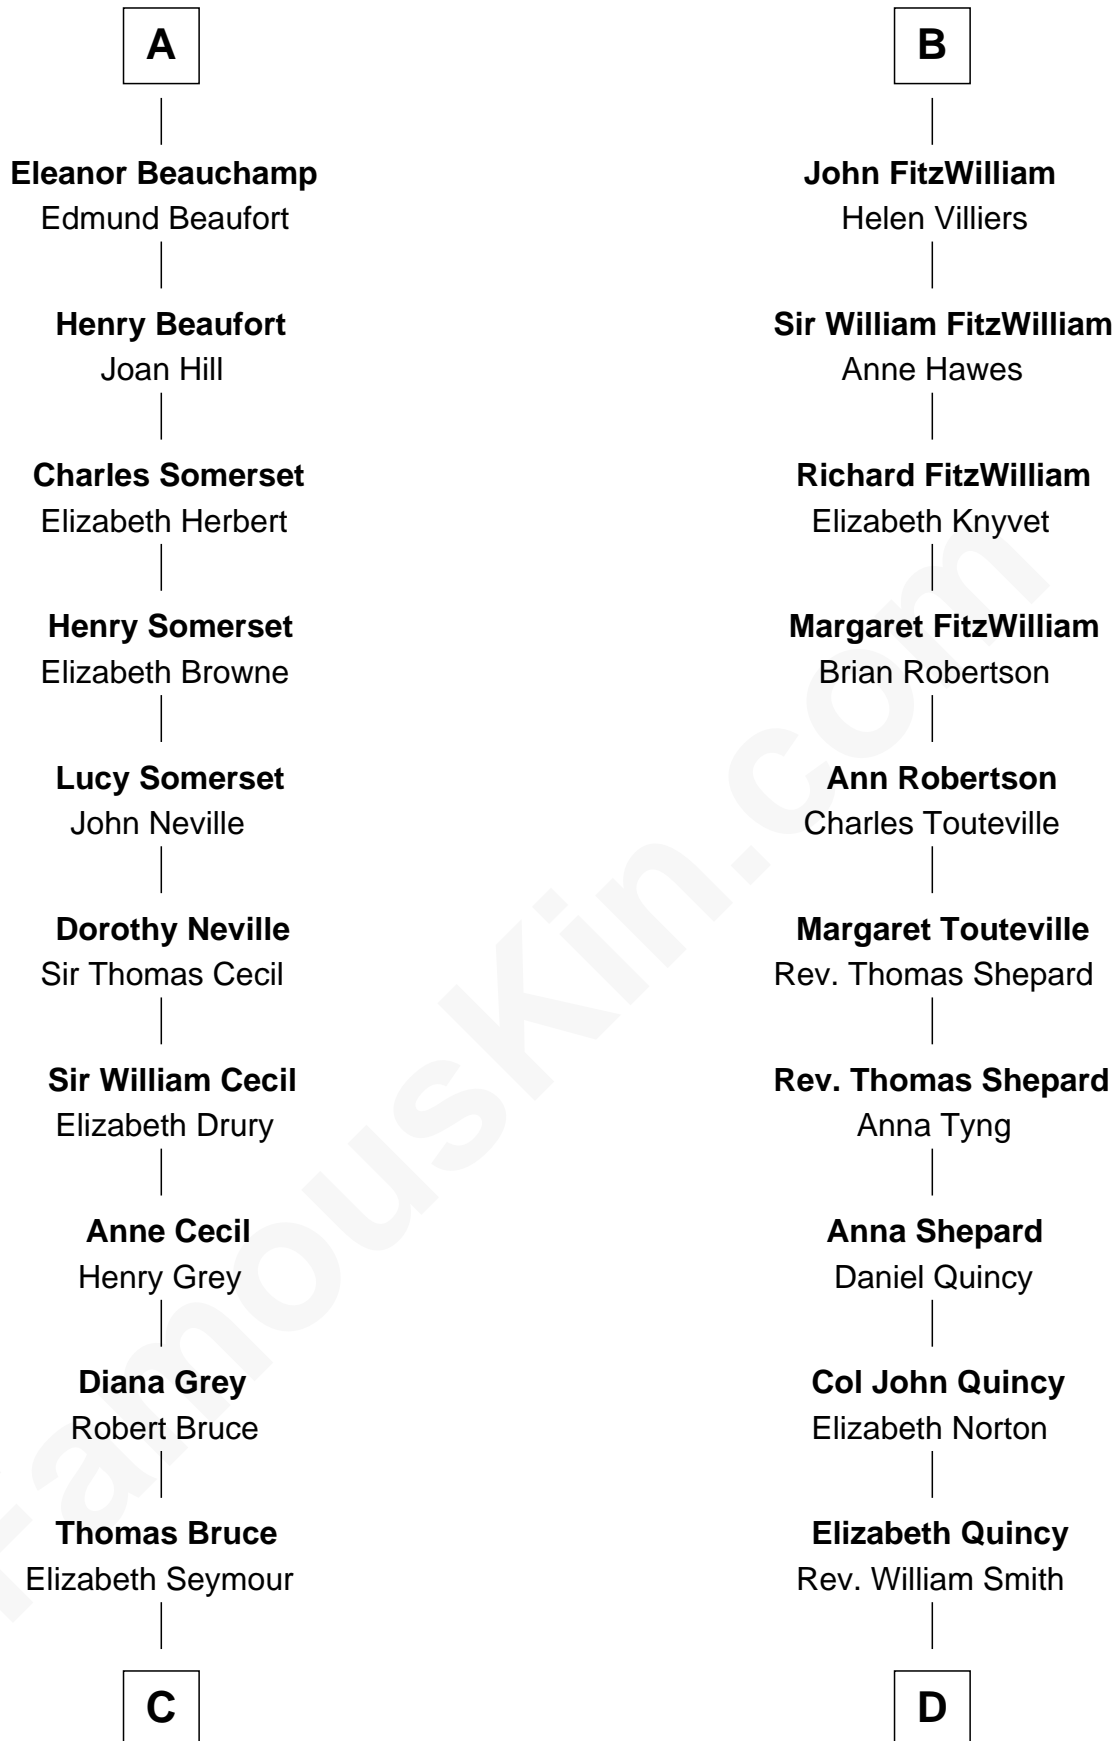 A
Eleanor Beauchamp
Edmund Beaufort
Henry Beaufort
Joan Hill
Charles Somerset
Elizabeth Herbert
Henry Somerset
Elizabeth Browne
Lucy Somerset
John Neville
Dorothy Neville
Sir Thomas Cecil
Sir William Cecil
Elizabeth Drury
Anne Cecil
Henry Grey
Diana Grey
Robert Bruce
Thomas Bruce
Elizabeth Seymour
C
B
John FitzWilliam
Helen Villiers
Sir William FitzWilliam
Anne Hawes
Richard FitzWilliam
Elizabeth Knyvet
Margaret FitzWilliam
Brian Robertson
Ann Robertson
Charles Touteville
Margaret Touteville
Rev. Thomas Shepard
Rev. Thomas Shepard
Anna Tyng
Anna Shepard
Daniel Quincy
Col John Quincy
Elizabeth Norton
Elizabeth Quincy
Rev. William Smith
D
FamousKin.com